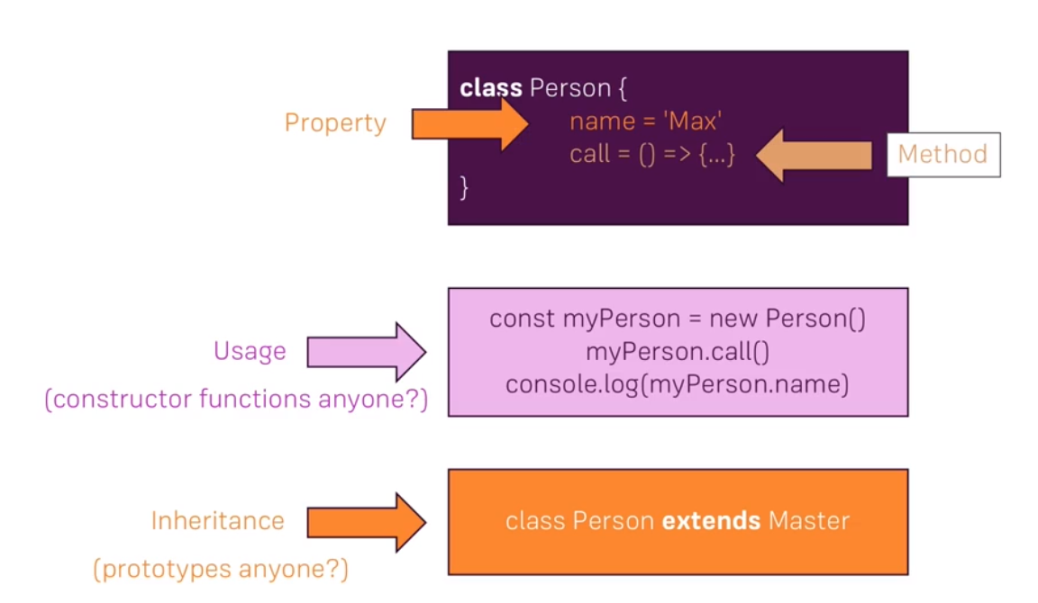 class Person {
Property
name = 'Max'
call = () => {...}
Method
}
const myPerson = new Person()
Usage
myPerson.call()
(constructor functions anyone?)
console.log(myPerson.name)
Inheritance
class Person extends Master
(prototypes anyone?)